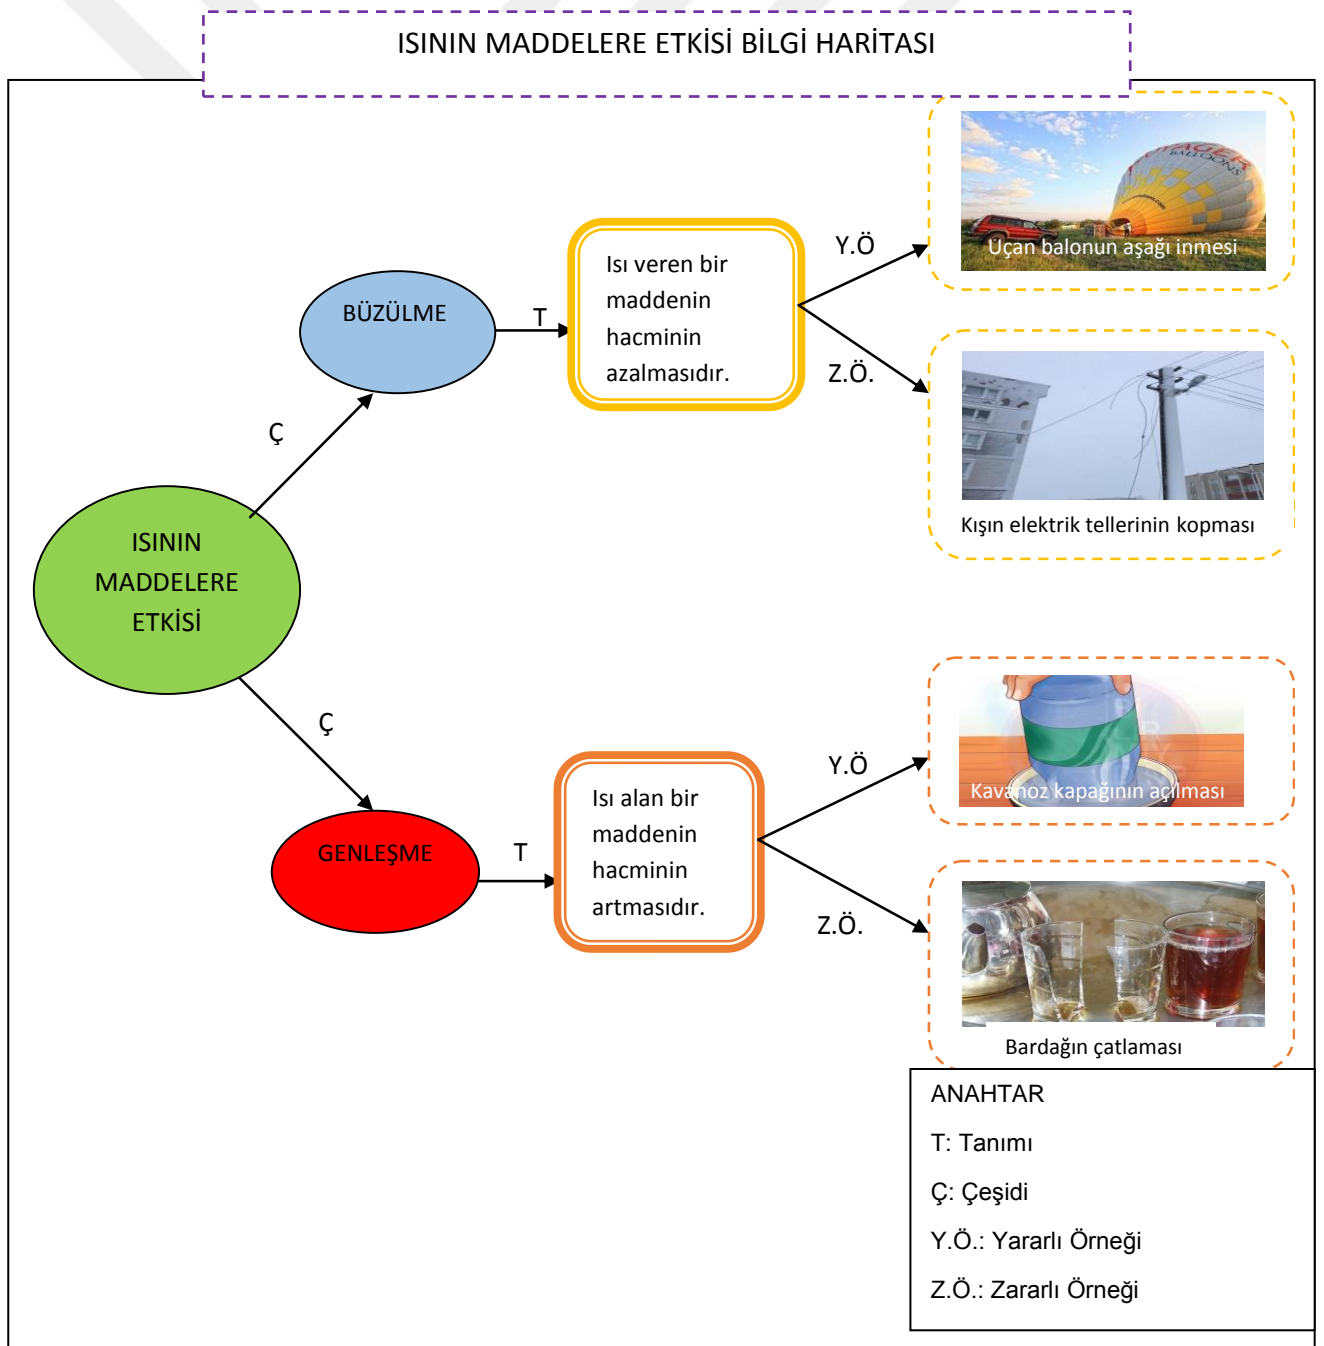 ISININ MADDELERE ETKİSİ BİLGİ HARİTASI
VOYAGER
BALLOONS
Uçan balonun aşağı inmesi
Y.Ö
Isı veren bir
maddenin
hacminin
azalmasıdır.
BÜZÜLME
T
Z.Ö.
Ç
Kışın elektrik tellerinin kopması
ISININ
MADDELERE
ETKİSİ
Ç
Y.Ö
Kavanoz kapağının açılması
Isı alan bir
maddenin
hacminin
artmasıdır.
GENLEŞME
T
Z.Ö.
Bardağın çatlaması
ANAHTAR
T: Tanımı
Ç: Çeşidi
Y.Ö.: Yararlı Örneği
Z.Ö.: Zararlı Örneği